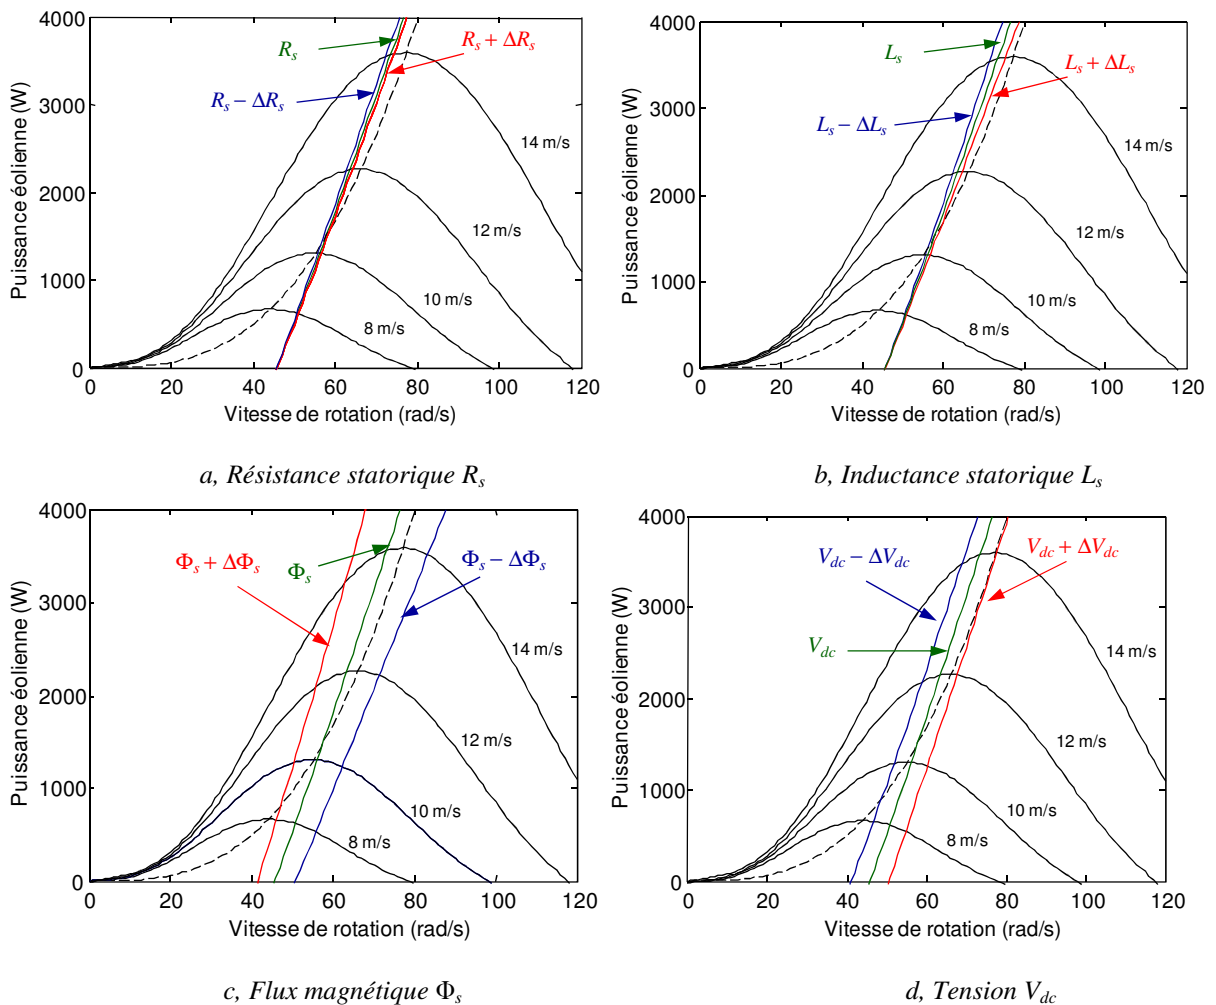 4000
3000
2000
1000
0
Puissance éolienne (W)
R_s
R_s + ΔR_s
R_s − ΔR_s
14 m/s
12 m/s
10 m/s
8 m/s
0 20 40 60 80 100 120
Vitesse de rotation (rad/s)
a, Résistance statorique R_s
4000
3000
2000
1000
0
Puissance éolienne (W)
L_s
L_s + ΔL_s
L_s − ΔL_s
14 m/s
12 m/s
10 m/s
8 m/s
0 20 40 60 80 100 120
Vitesse de rotation (rad/s)
b, Inductance statorique L_s
4000
3000
2000
1000
0
Puissance éolienne (W)
Φ_s + ΔΦ_s
Φ_s
Φ_s − ΔΦ_s
14 m/s
12 m/s
10 m/s
8 m/s
0 20 40 60 80 100 120
Vitesse de rotation (rad/s)
c, Flux magnétique Φ_s
4000
3000
2000
1000
0
Puissance éolienne (W)
V_dc − ΔV_dc
V_dc + ΔV_dc
V_dc
14 m/s
12 m/s
10 m/s
8 m/s
0 20 40 60 80 100 120
Vitesse de rotation (rad/s)
d, Tension V_dc